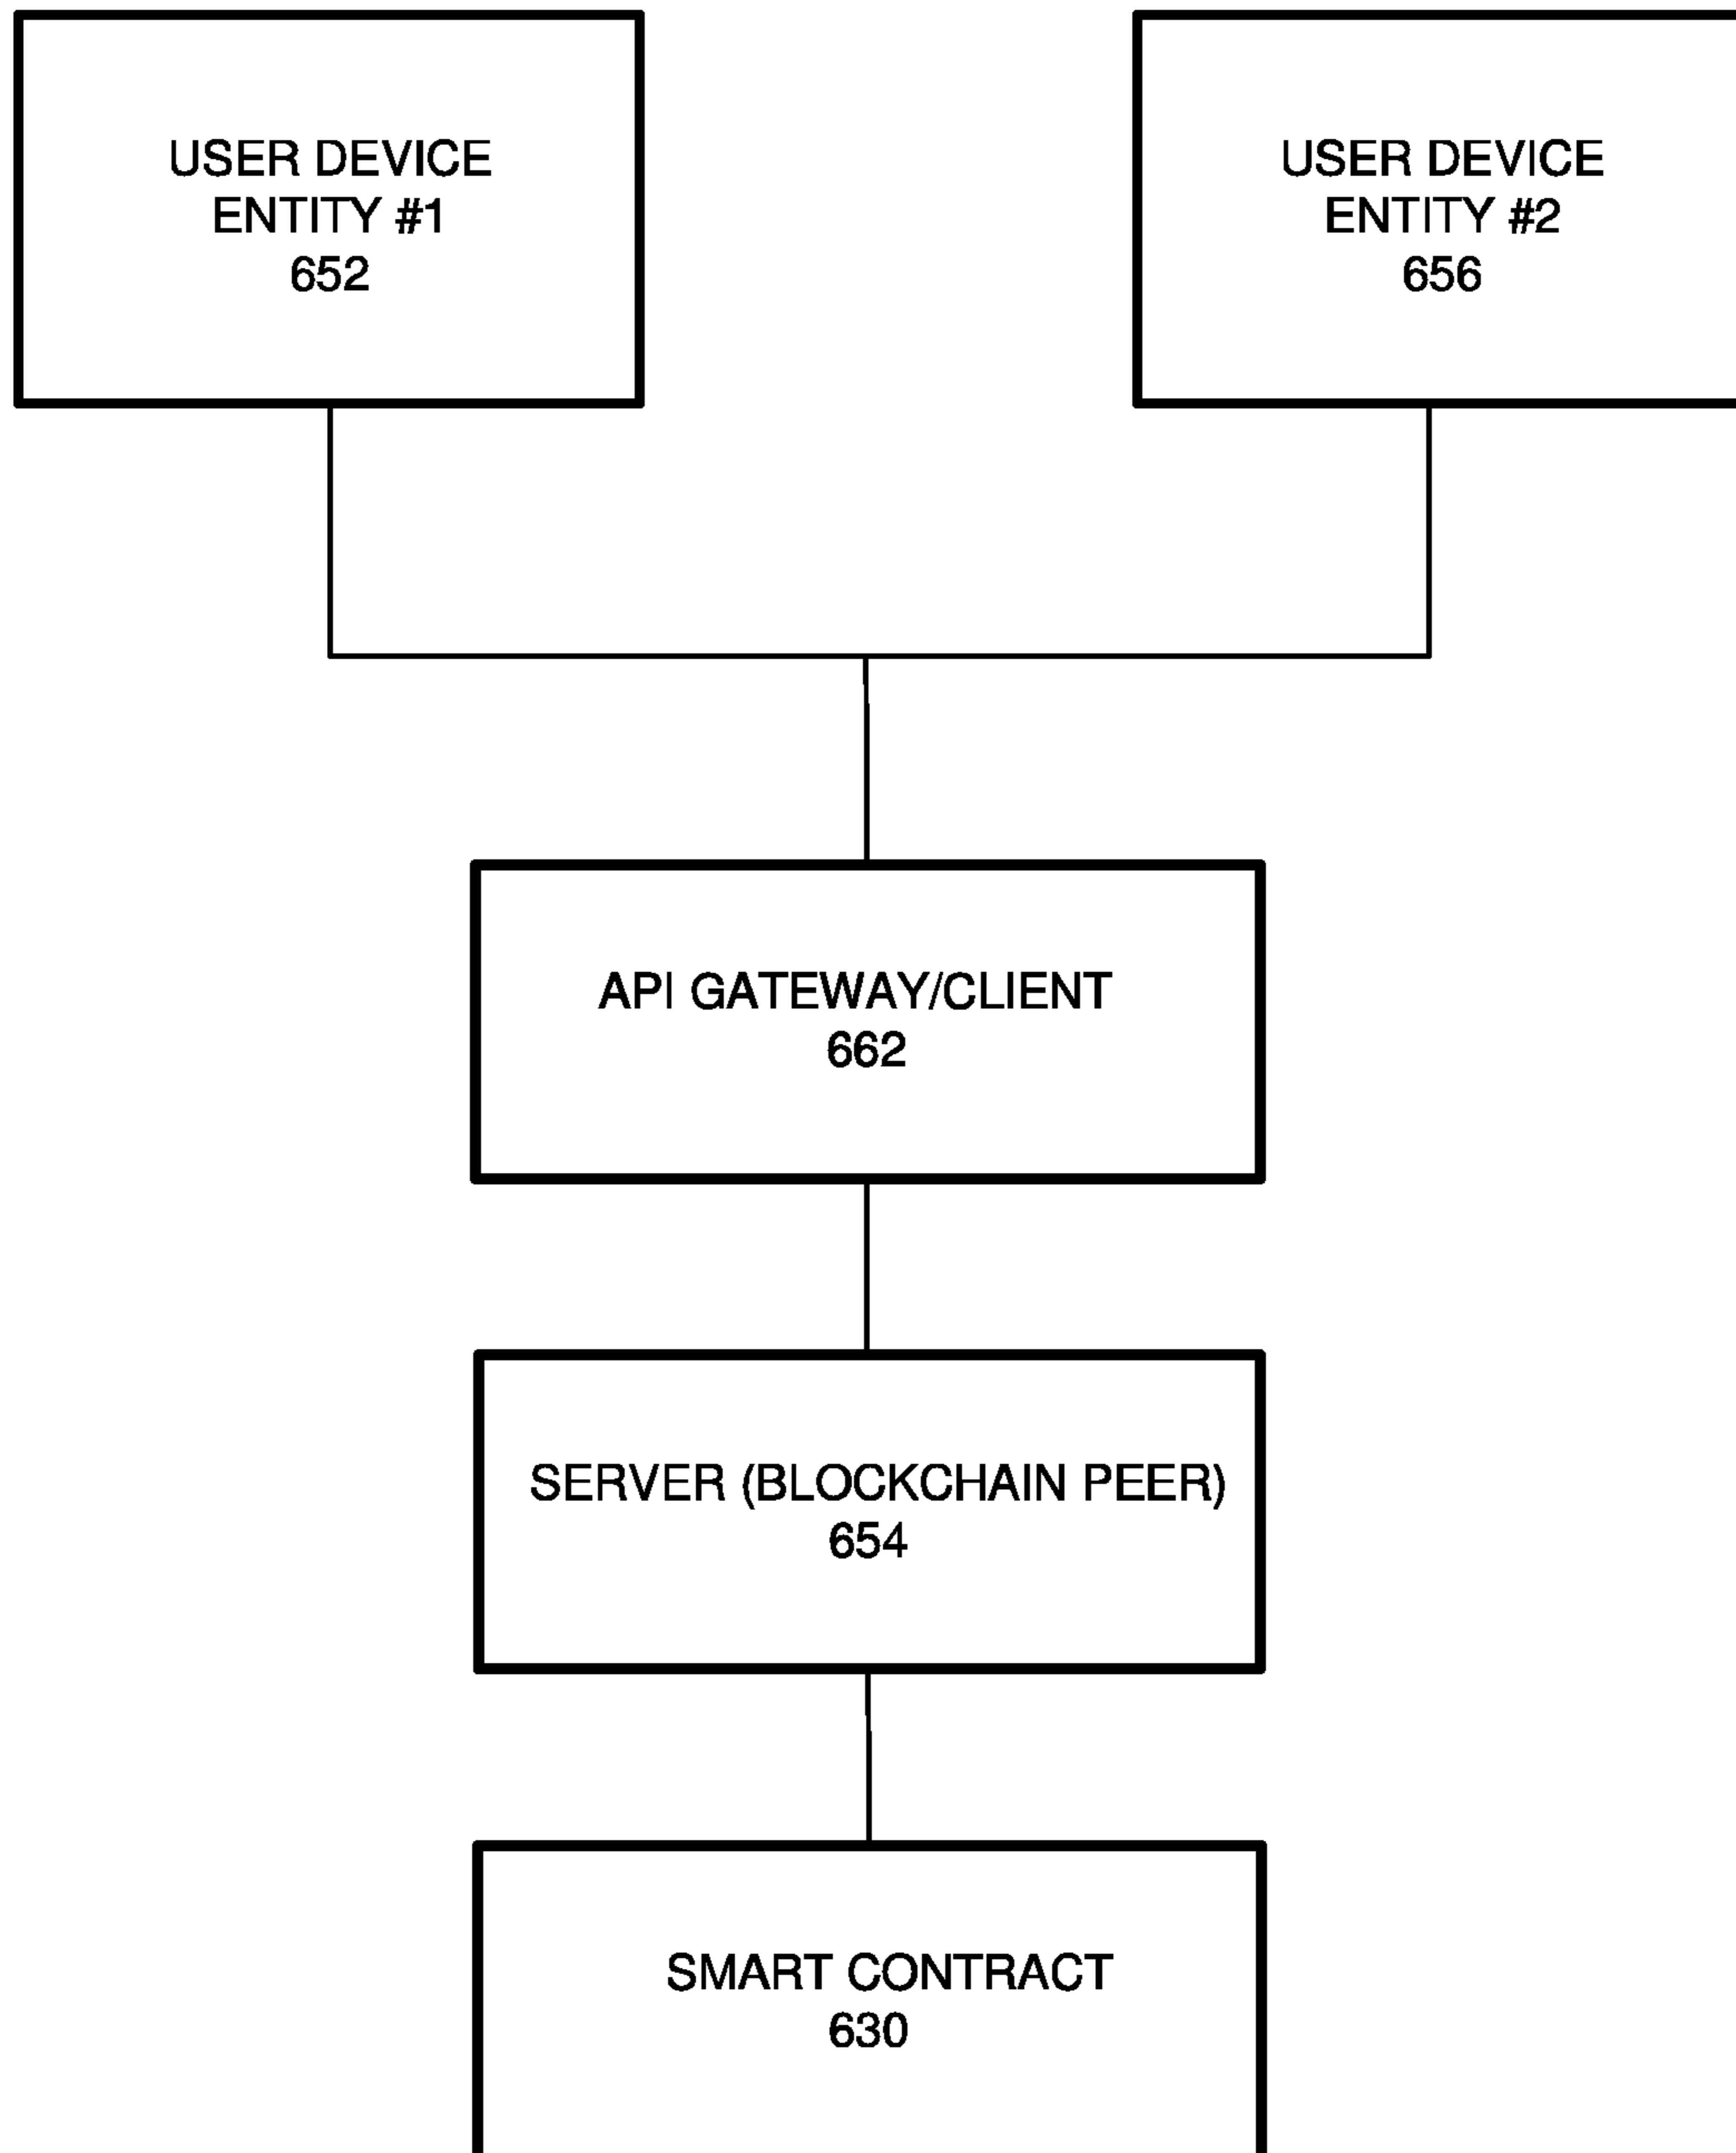 USER DEVICE
ENTITY #1
652
USER DEVICE
ENTITY #2
656
API GATEWAY/CLIENT
662
SERVER (BLOCKCHAIN PEER)
654
SMART CONTRACT
630